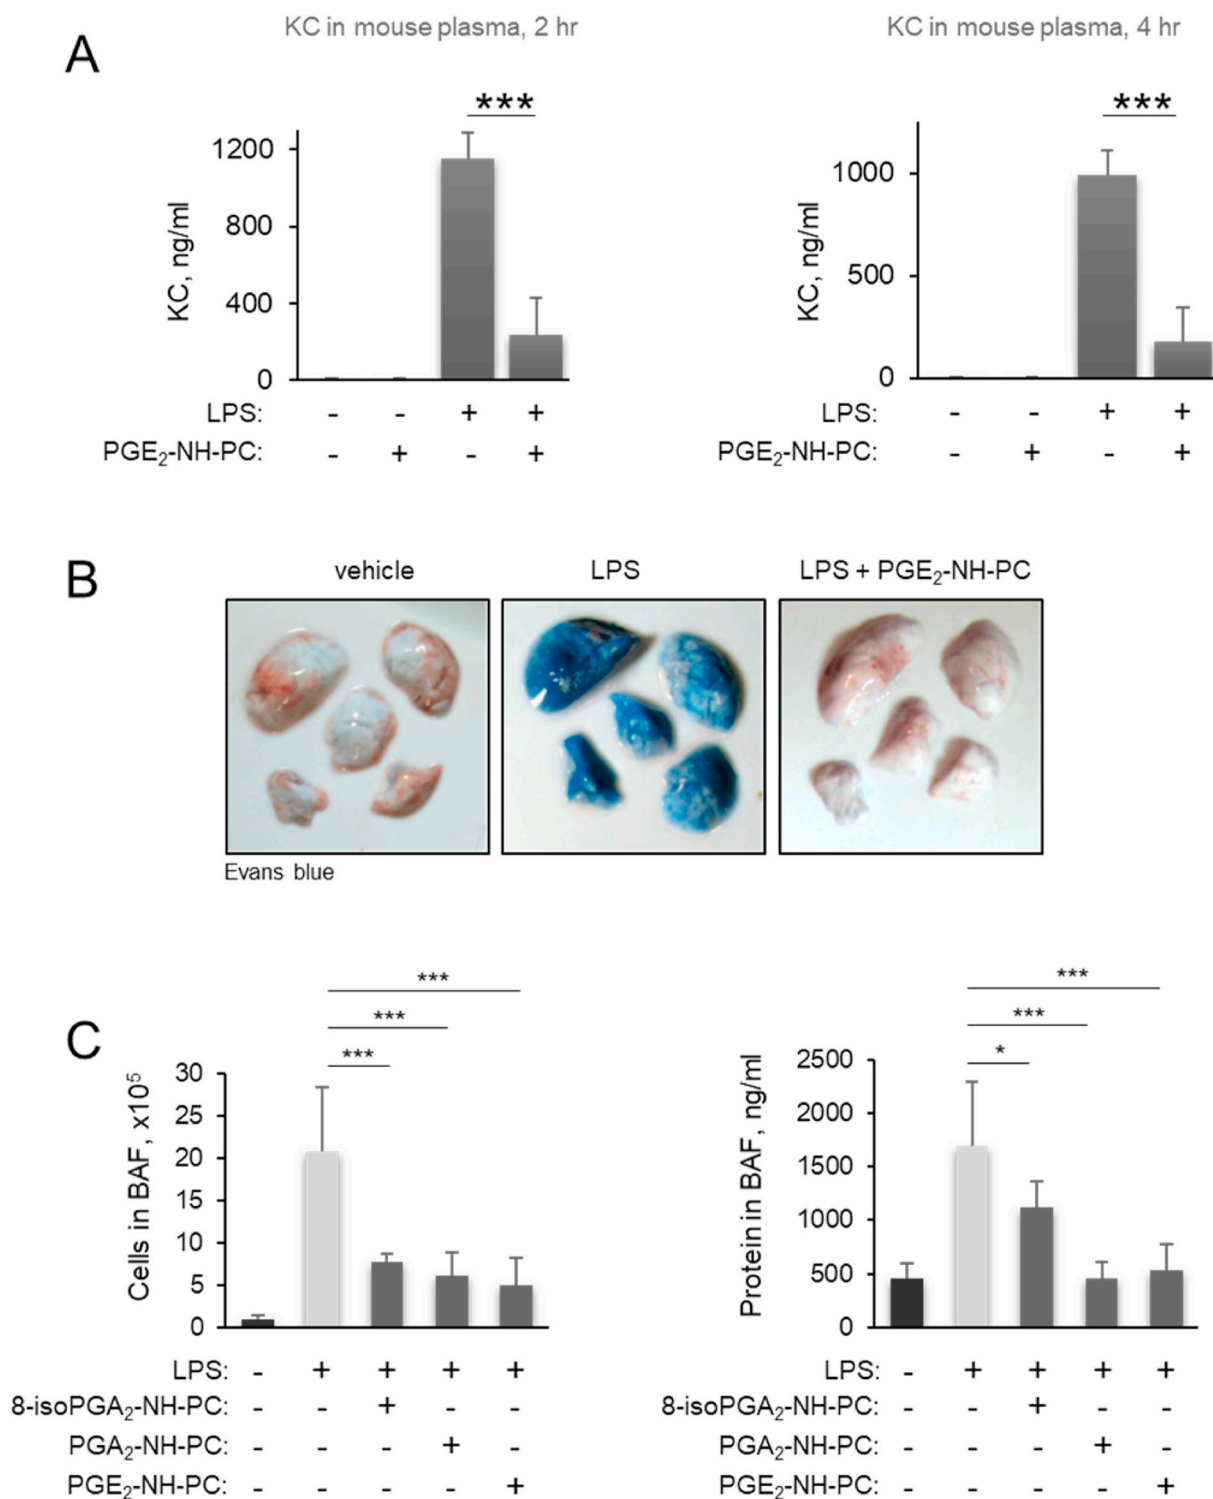 A
KC in mouse plasma, 2 hr
***
KC, ng/ml
1200
800
400
0
LPS: - - + +
PGE₂-NH-PC: - + - +
KC in mouse plasma, 4 hr
***
KC, ng/ml
1000
500
0
LPS: - - + +
PGE₂-NH-PC: - + - +
B
vehicle
LPS
LPS + PGE₂-NH-PC
Evans blue
C
***
***
***
Cells in BAF, x10⁵
30
25
20
15
10
5
0
LPS: - + + + +
8-isoPGA₂-NH-PC: - - + - -
PGA₂-NH-PC: - - - + -
PGE₂-NH-PC: - - - - +
***
***
*
Protein in BAF, ng/ml
2500
2000
1500
1000
500
0
LPS: - + + + +
8-isoPGA₂-NH-PC: - - + - -
PGA₂-NH-PC: - - - + -
PGE₂-NH-PC: - - - - +